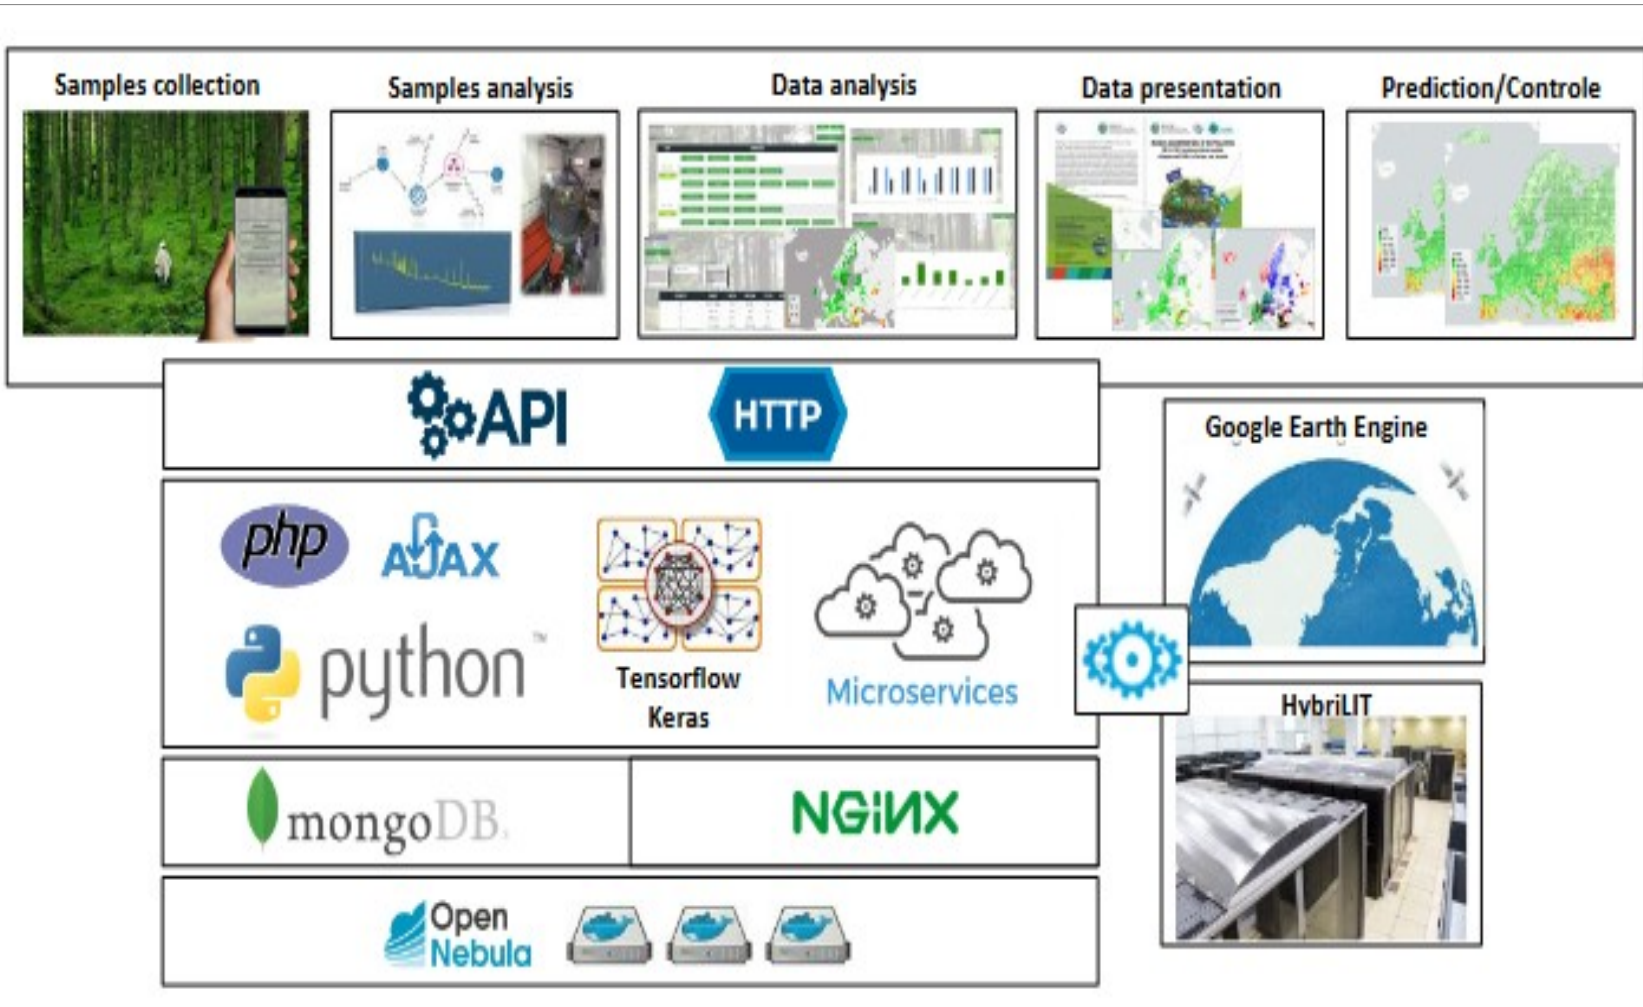 Samples collection
Samples analysis
Data analysis
Data presentation
Prediction/Controle
API
HTTP
Google Earth Engine
php
AJAX
python
TM
Tensorflow
Keras
Microservices
HybriLIT
mongoDB.
NGiNX
Open
Nebula